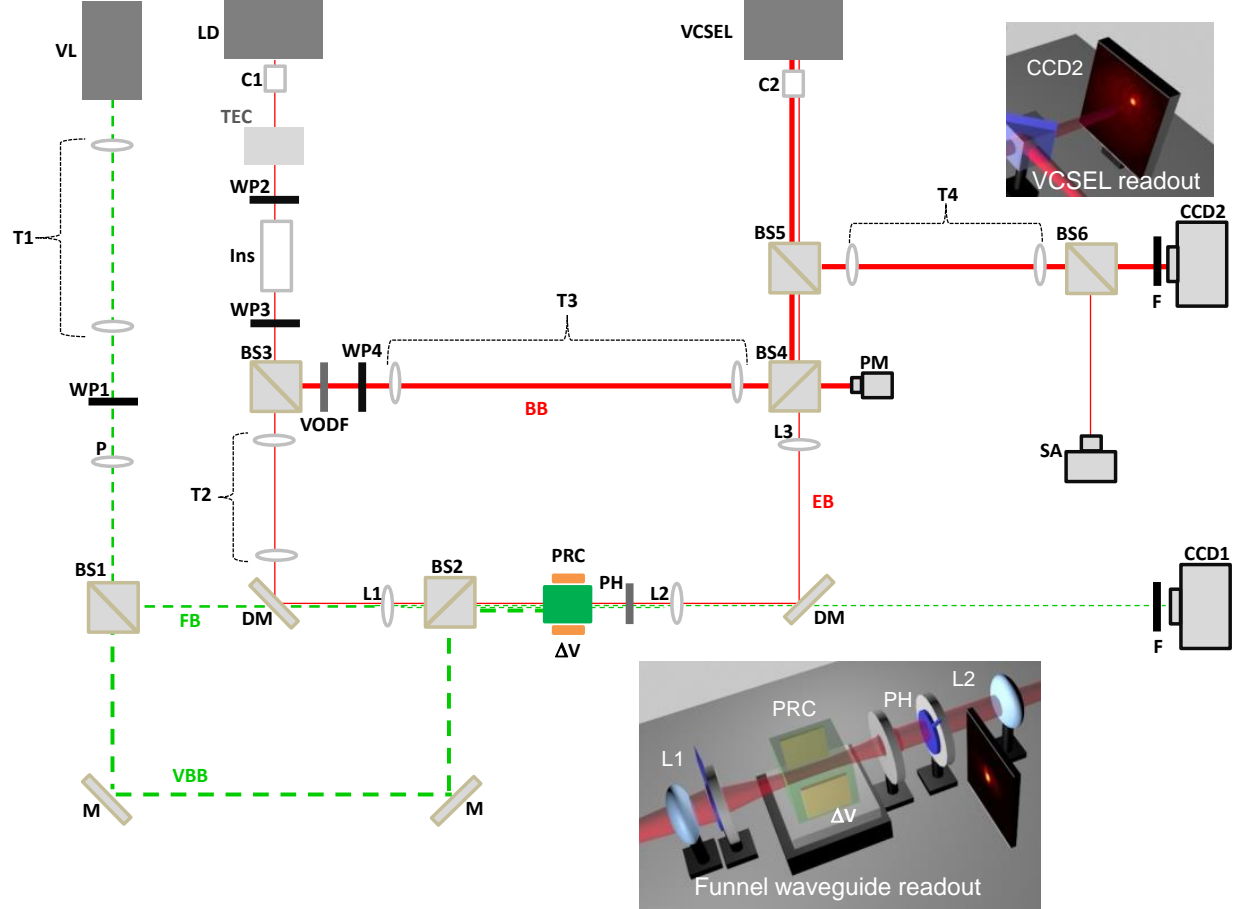 VL
LD
VCSEL
C1
C2
CCD2
TEC
VCSEL readout
WP2
T4
CCD2
T1
Ins
BS5
BS6
WP3
T3
F
BS3
WP4
BS4
PM
WP1
BB
VODF
L3
P
SA
T2
EB
BS1
BS2
PRC
CCD1
L1
PH
L2
FB
DM
DM
ΔV
F
L2
PH
PRC
L1
VBB
M
M
ΔV
Funnel waveguide readout